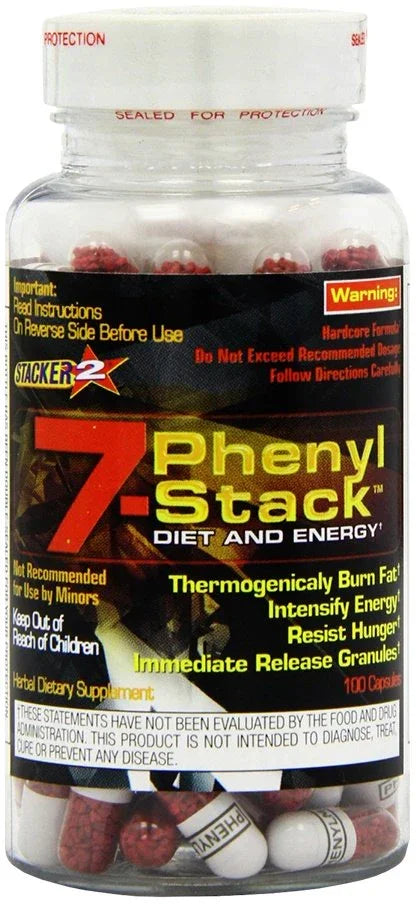 PROTECTION
SEALED FOR PROTECTION
Important:
Read Instructions
On Reverse Side Before Use
Warning:
Hardcore Formula
Do Not Exceed Recommended Dosage
Follow Directions Carefully
STACKER 2
7-Phenyl
-Stack™
DIET AND ENERGY†
Not Recommended
for Use by Minors
Keep Out of
Reach of Children
Herbal Dietary Supplement
Thermogenicaly Burn Fat†
Intensify Energy†
Resist Hunger†
Immediate Release Granules†
100 Capsules
†THESE STATEMENTS HAVE NOT BEEN EVALUATED BY THE FOOD AND DRUG
ADMINISTRATION. THIS PRODUCT IS NOT INTENDED TO DIAGNOSE, TREAT,
CURE OR PREVENT ANY DISEASE.
PHENYL
PHENYL